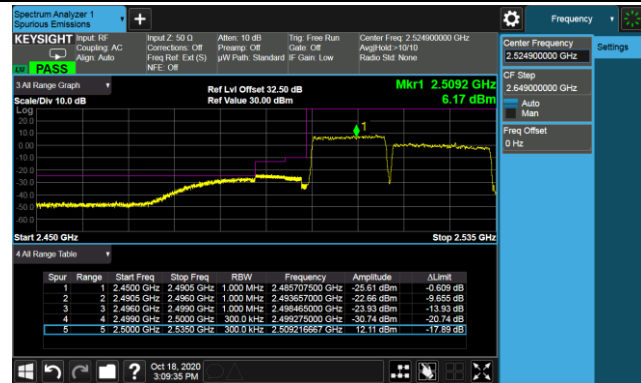 Spectrum Analyzer 1
Spurious Emissions
Frequency
KEYSIGHT Input: RF Input Z: 50 Ω Atten: 10 dB Trig: Free Run Center Freq: 2.524900000 GHz
Coupling: AC Corrections: Off Preamp: Off Gate: Off Avg|Hold:>10/10
Align: Auto Freq Ref: Ext (S) µW Path: Standard IF Gain: Low Radio Std: None
NFE: Off
LW PASS
Center Frequency
2.524900000 GHz
Settings
CF Step
2.649000000 GHz
Auto
Man
Freq Offset
0 Hz
3 All Range Graph
Ref Lvl Offset 32.50 dB Mkr1 2.5092 GHz
Scale/Div 10.0 dB Ref Value 30.00 dBm 6.17 dBm
Log
20.0
10.0
0.00
-10.0
-20.0
-30.0
-40.0
-50.0
-60.0
1
Start 2.450 GHz Stop 2.535 GHz
4 All Range Table
Spur Range Start Freq Stop Freq RBW Frequency Amplitude ΔLimit
1 1 2.4500 GHz 2.4905 GHz 1.000 MHz 2.485707500 GHz -25.61 dBm -0.609 dB
2 2 2.4905 GHz 2.4960 GHz 1.000 MHz 2.493657000 GHz -22.66 dBm -9.655 dB
3 3 2.4960 GHz 2.4990 GHz 1.000 MHz 2.498465000 GHz -23.93 dBm -13.93 dB
4 4 2.4990 GHz 2.5000 GHz 300.0 kHz 2.499275000 GHz -30.74 dBm -20.74 dB
5 5 2.5000 GHz 2.5350 GHz 300.0 kHz 2.509216667 GHz 12.11 dBm -17.89 dB
?
Oct 18, 2020
3:09:35 PM